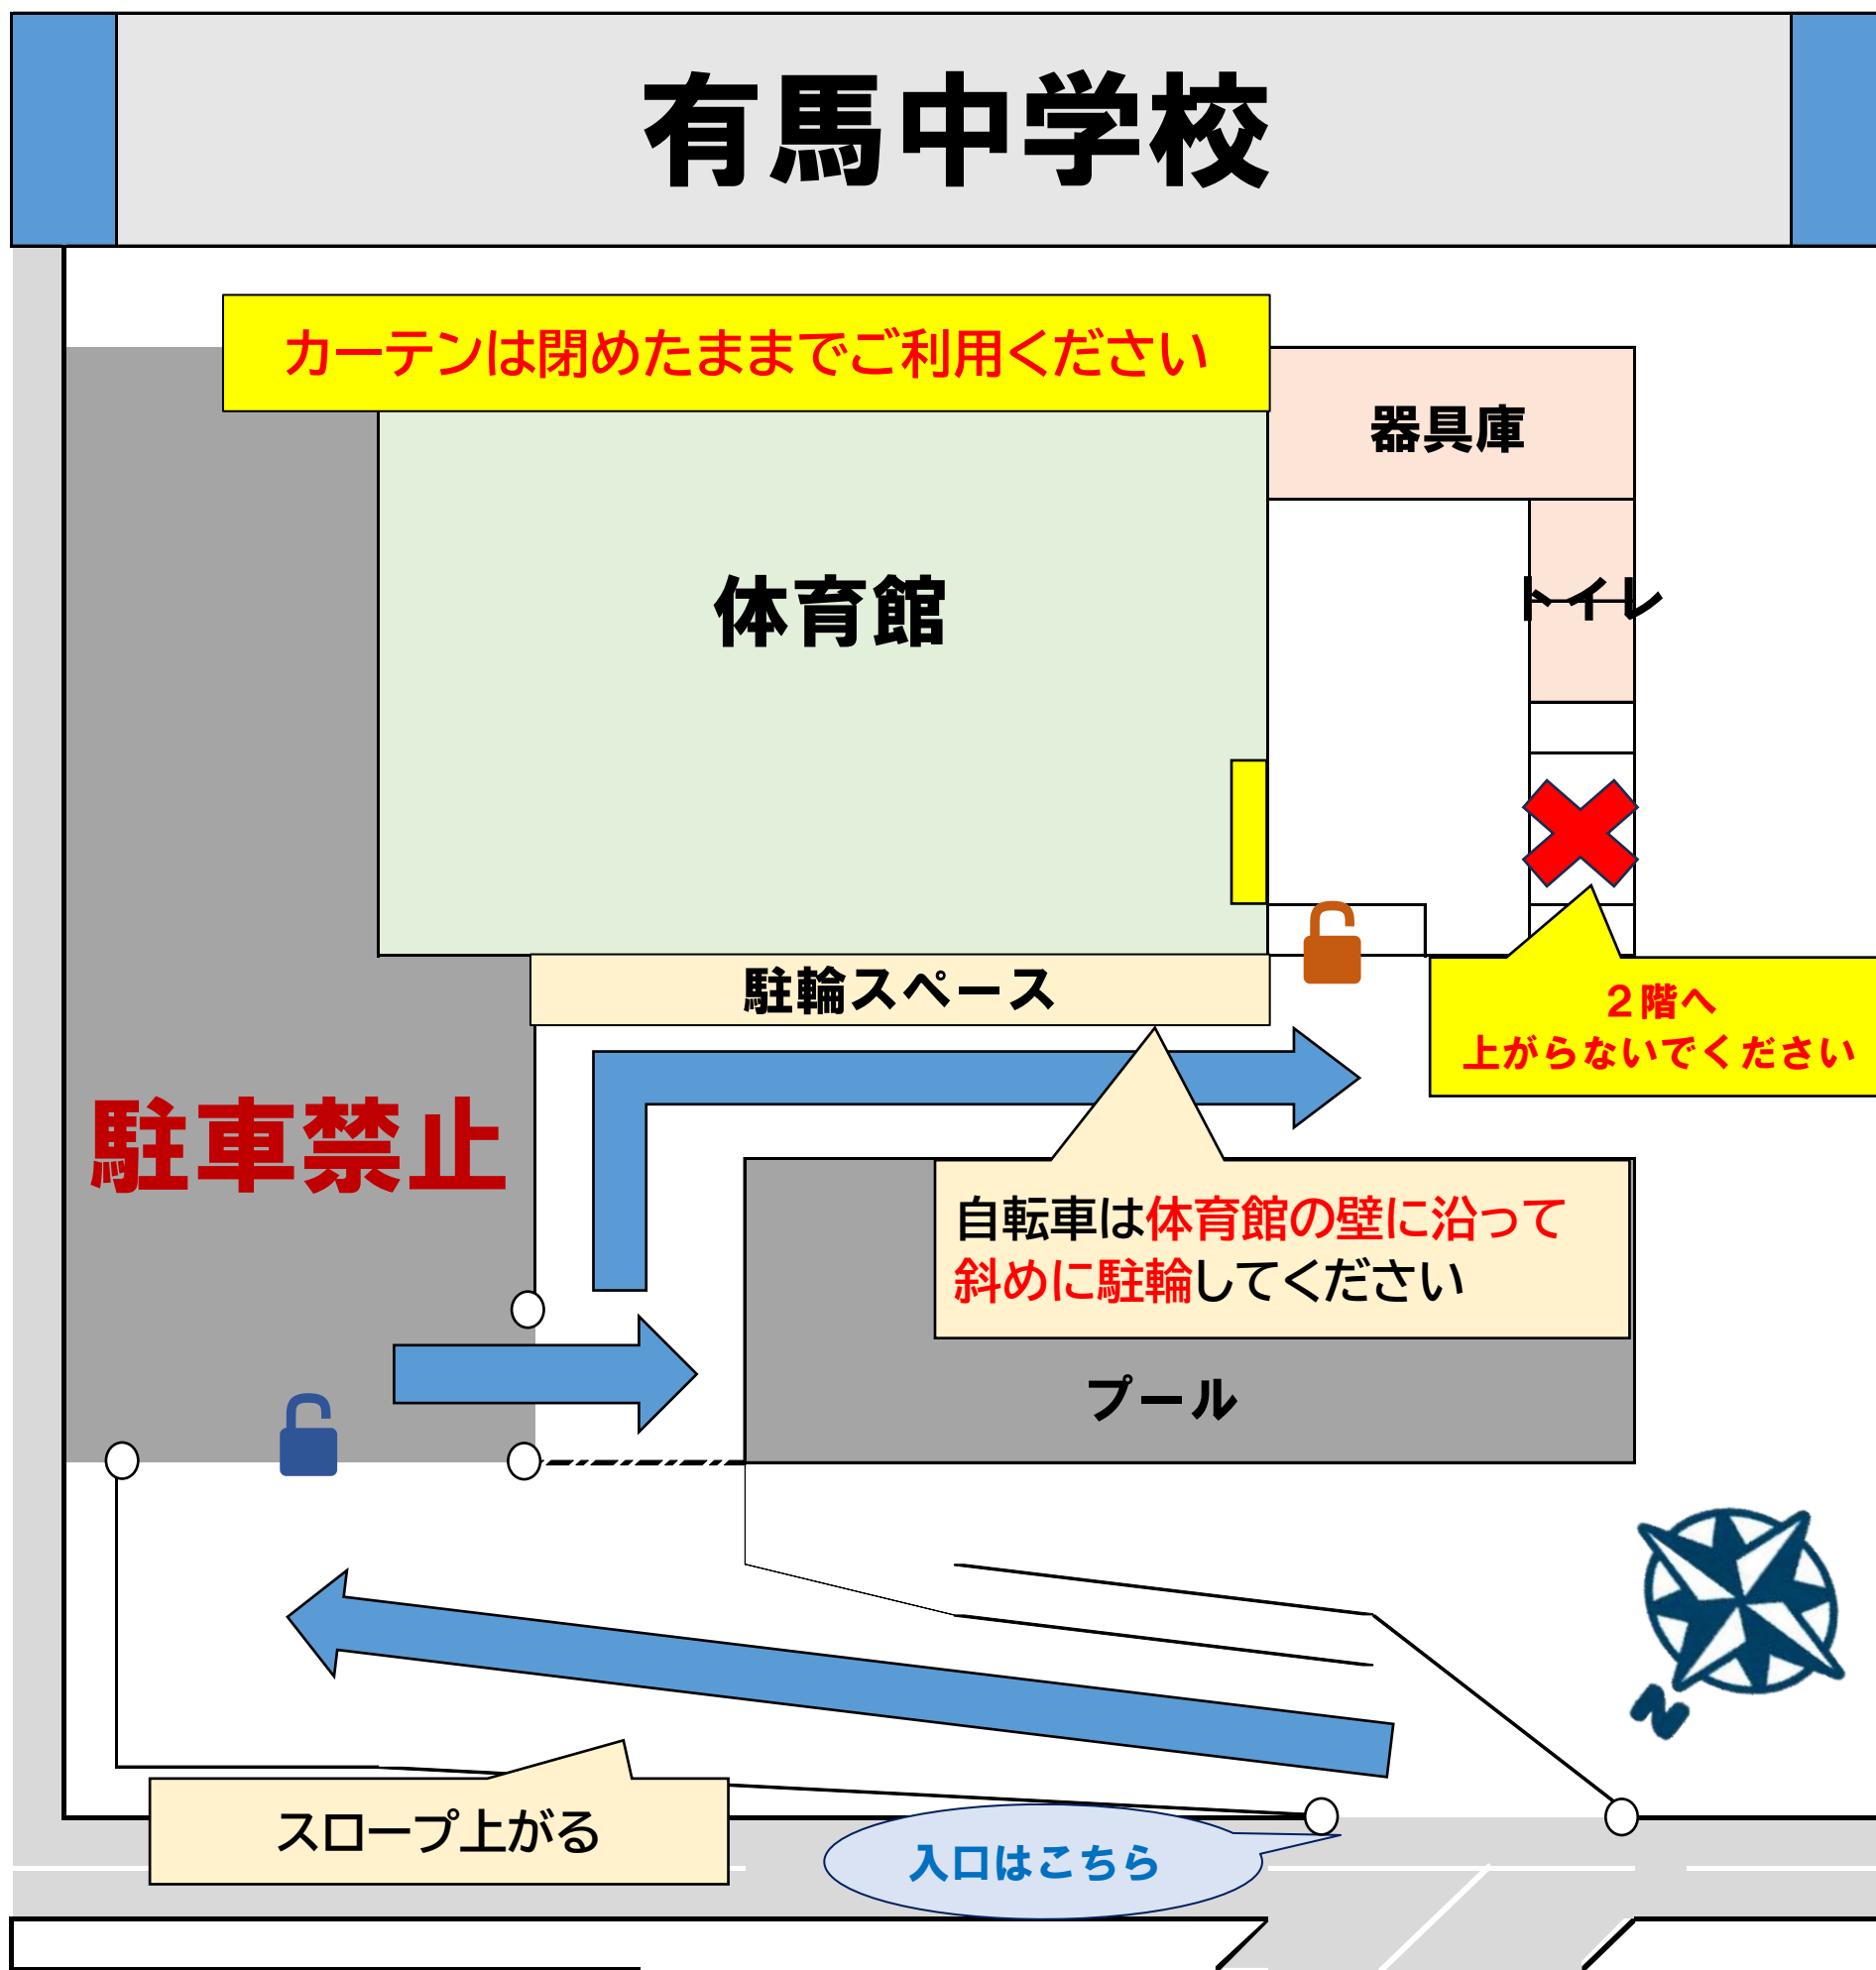 有馬中学校
カーテンは閉めたままでご利用ください
器具庫
体育館
トイレ
駐輪スペース
２階へ
上がらないでください
駐車禁止
自転車は体育館の壁に沿って
斜めに駐輪してください
プール
N
スロープ上がる
入口はこちら